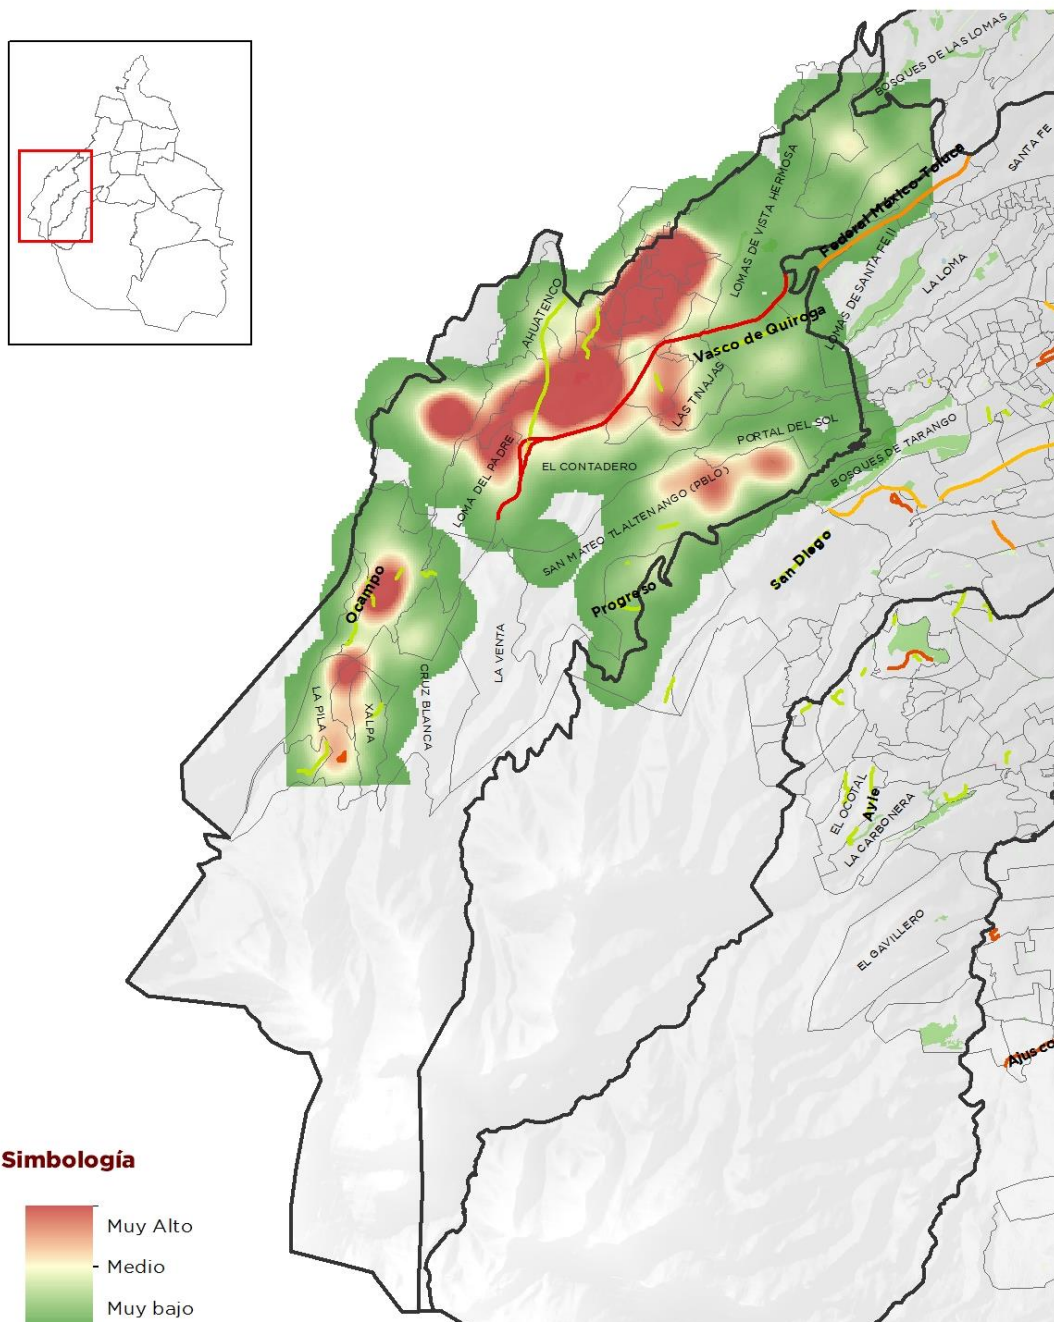 BOSQUES DE LAS LOMAS
SANTA FE
Federal México-Toluca
LOMAS DE VISTA HERMOSA
LOMAS DE SANTA FE II
LA LOMA
AHUATENCO
Vasco de Quiroga
LAS TINAJAS
PORTAL DEL SOL
BOSQUES DE TARANGO
LOMA DEL PADRE
EL CONTADERO
SAN MATEO TLALTENANGO (PBLO)
San Diego
Ocampo
Progreso
LA VENTA
CRUZ BLANCA
LA PILA
XALPA
EL OCOTAL
Ayle
LA CARBONERA
EL GAVILLERO
Ajusco
Simbología
Muy Alto
Medio
Muy bajo